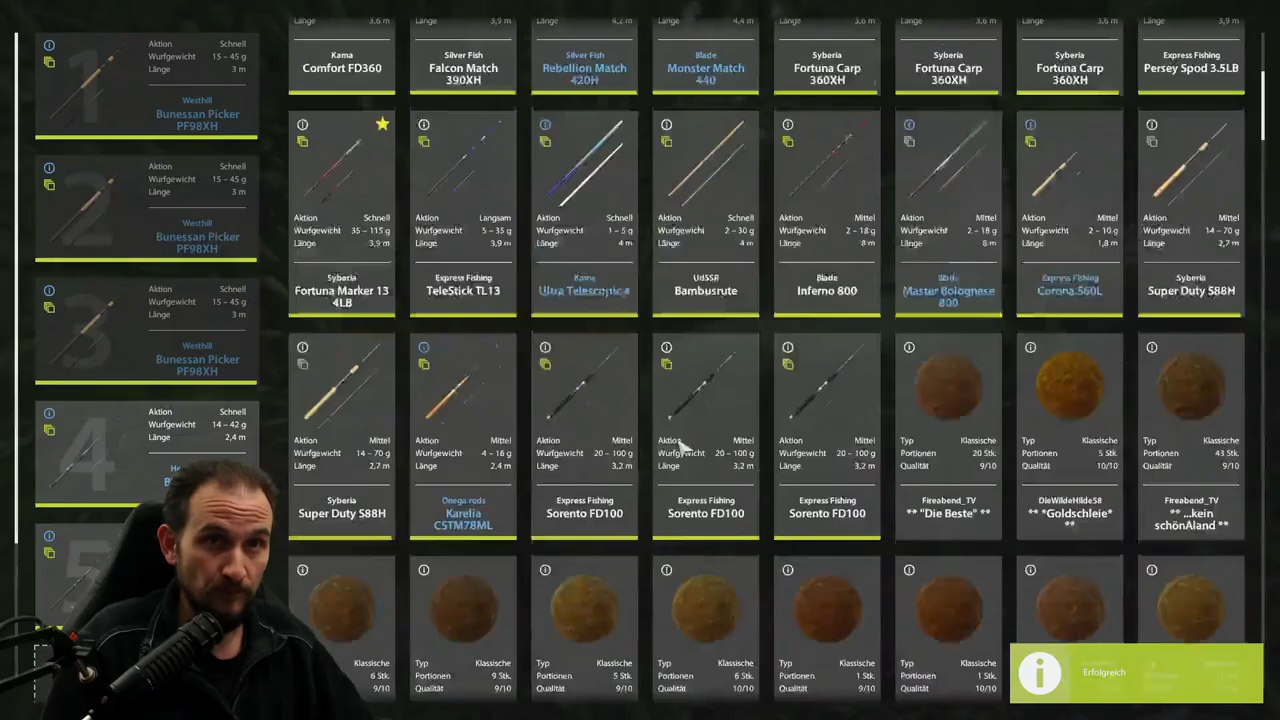 1
Aktion Schnell
Wurfgewicht 15 – 45 g
Länge 3 m
Westhill
Bunessan Picker
PF98XH
2
Aktion Schnell
Wurfgewicht 15 – 45 g
Länge 3 m
Westhill
Bunessan Picker
PF98XH
3
Aktion Schnell
Wurfgewicht 15 – 45 g
Länge 3 m
Westhill
Bunessan Picker
PF98XH
4
Aktion Schnell
Wurfgewicht 14 – 42 g
Länge 2,4 m
5
Länge 3,6 m
Kama
Comfort FD360
Länge 3,9 m
Silver Fish
Falcon Match
390XH
Länge 4,2 m
Silver Fish
Rebellion Match
420H
Länge 4,4 m
Blade
Monster Match
440
Länge 3,6 m
Syberia
Fortuna Carp
360XH
Länge 3,6 m
Syberia
Fortuna Carp
360XH
Länge 3,6 m
Syberia
Fortuna Carp
360XH
Länge 3,9 m
Express Fishing
Persey Spod 3.5LB
Aktion Schnell
Wurfgewicht 35 – 115 g
Länge 3,9 m
Syberia
Fortuna Marker 13
4LB
Aktion Langsam
Wurfgewicht 5 – 35 g
Länge 3,9 m
Express Fishing
TeleStick TL13
Aktion Schnell
Wurfgewicht 1 – 5 g
Länge 4 m
Kama
Ultra Telescopic
Aktion Schnell
Wurfgewicht 2 – 30 g
Länge 4 m
UdSSR
Bambusrute
Aktion Mittel
Wurfgewicht 2 – 18 g
Länge 8 m
Blade
Inferno 800
Aktion Mittel
Wurfgewicht 2 – 18 g
Länge 8 m
Master Bolognese
800
Aktion Mittel
Wurfgewicht 2 – 10 g
Länge 1,8 m
Express Fishing
Corona S60L
Aktion Mittel
Wurfgewicht 14 – 70 g
Länge 2,7 m
Syberia
Super Duty S88H
Aktion Mittel
Wurfgewicht 14 – 70 g
Länge 2,7 m
Syberia
Super Duty S88H
Aktion Mittel
Wurfgewicht 4 – 16 g
Länge 2,4 m
Omega rods
Karelia
CSTM78ML
Aktion Mittel
Wurfgewicht 20 – 100 g
Länge 3,2 m
Express Fishing
Sorento FD100
Aktion Mittel
Wurfgewicht 20 – 100 g
Länge 3,2 m
Express Fishing
Sorento FD100
Aktion Mittel
Wurfgewicht 20 – 100 g
Länge 3,2 m
Express Fishing
Sorento FD100
Typ Klassische
Portionen 20 Stk.
Qualität 9/10
Fireabend_TV
** "Die Beste" **
Typ Klassische
Portionen 5 Stk.
Qualität 10/10
DieWildeHilde58
** *Goldschleie*
**
Typ Klassische
Portionen 43 Stk.
Qualität 9/10
Fireabend_TV
** ...kein
schönAland **
Klassische
6 Stk.
9/10
Typ Klassische
Portionen 9 Stk.
Qualität 9/10
Typ Klassische
Portionen 5 Stk.
Qualität 9/10
Typ Klassische
Portionen 6 Stk.
Qualität 10/10
Typ Klassische
Portionen 1 Stk.
Qualität 9/10
Typ Klassische
Portionen 1 Stk.
Qualität 10/10
Erfolgreich